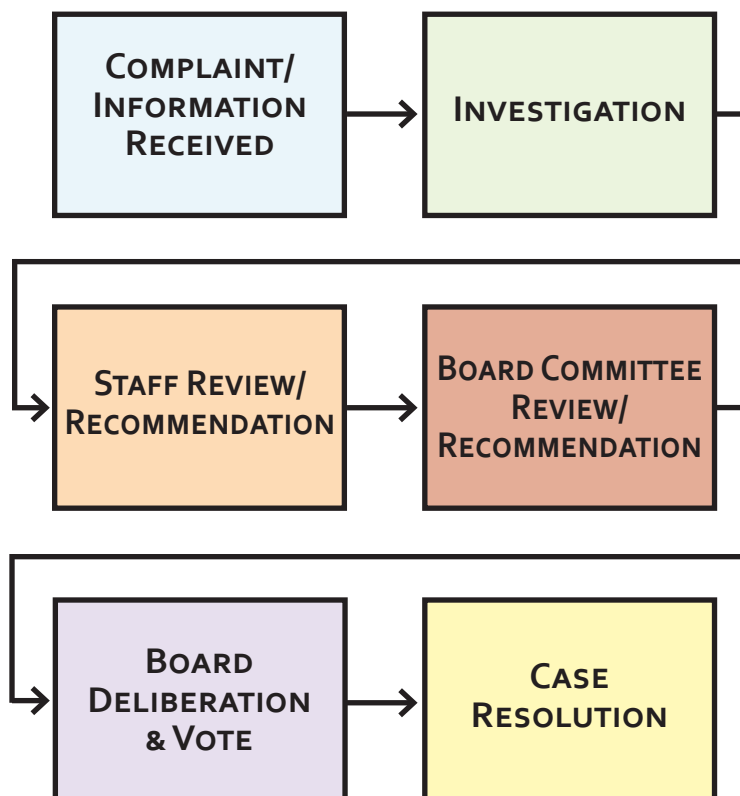 Complaint/
Information
Received
Investigation
Staff Review/
Recommendation
Board Committee
Review/
Recommendation
Board
Deliberation
& Vote
Case
Resolution